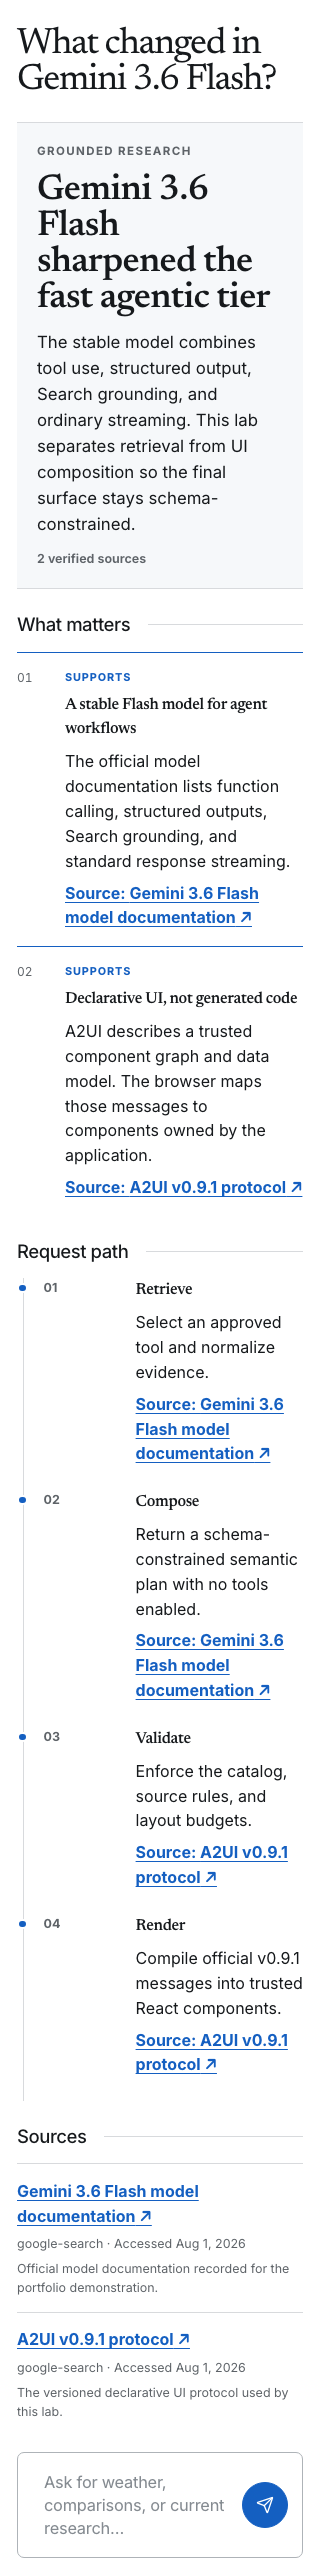 What changed in
Gemini 3.6 Flash?
GROUNDED RESEARCH
Gemini 3.6
Flash
sharpened the
fast agentic tier
The stable model combines
tool use, structured output,
Search grounding, and
ordinary streaming. This lab
separates retrieval from UI
composition so the final
surface stays schema-
constrained.
2 verified sources
What matters
01
SUPPORTS
A stable Flash model for agent
workflows
The official model
documentation lists function
calling, structured outputs,
Search grounding, and
standard response streaming.
Source: Gemini 3.6 Flash
model documentation ↗
02
SUPPORTS
Declarative UI, not generated code
A2UI describes a trusted
component graph and data
model. The browser maps
those messages to
components owned by the
application.
Source: A2UI v0.9.1 protocol ↗
Request path
01
Retrieve
Select an approved
tool and normalize
evidence.
Source: Gemini 3.6
Flash model
documentation ↗
02
Compose
Return a schema-
constrained semantic
plan with no tools
enabled.
Source: Gemini 3.6
Flash model
documentation ↗
03
Validate
Enforce the catalog,
source rules, and
layout budgets.
Source: A2UI v0.9.1
protocol ↗
04
Render
Compile official v0.9.1
messages into trusted
React components.
Source: A2UI v0.9.1
protocol ↗
Sources
Gemini 3.6 Flash model
documentation ↗
google-search · Accessed Aug 1, 2026
Official model documentation recorded for the
portfolio demonstration.
A2UI v0.9.1 protocol ↗
google-search · Accessed Aug 1, 2026
The versioned declarative UI protocol used by
this lab.
Ask for weather,
comparisons, or current
research...